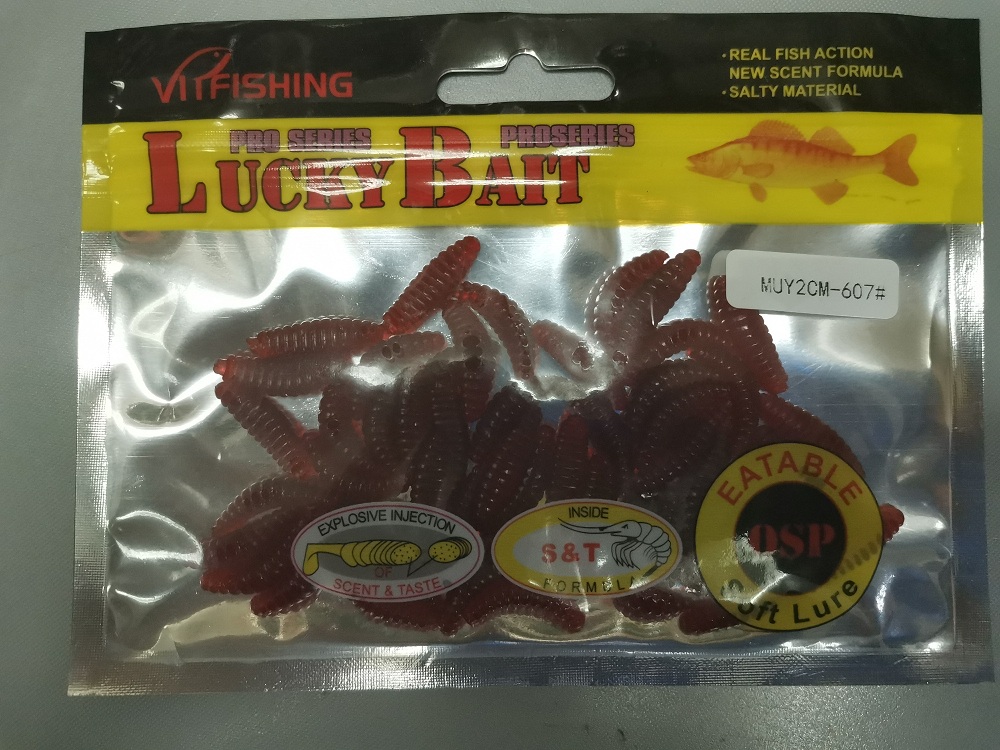 VITFISHING
· REAL FISH ACTION
NEW SCENT FORMULA
· SALTY MATERIAL
PRO SERIES PROSERIES
LUCKY BAIT
MUY2CM-607#
EATABLE
OSP
Soft Lure
EXPLOSIVE INJECTION
OF
SCENT & TASTE
INSIDE
S & T
FORMULA